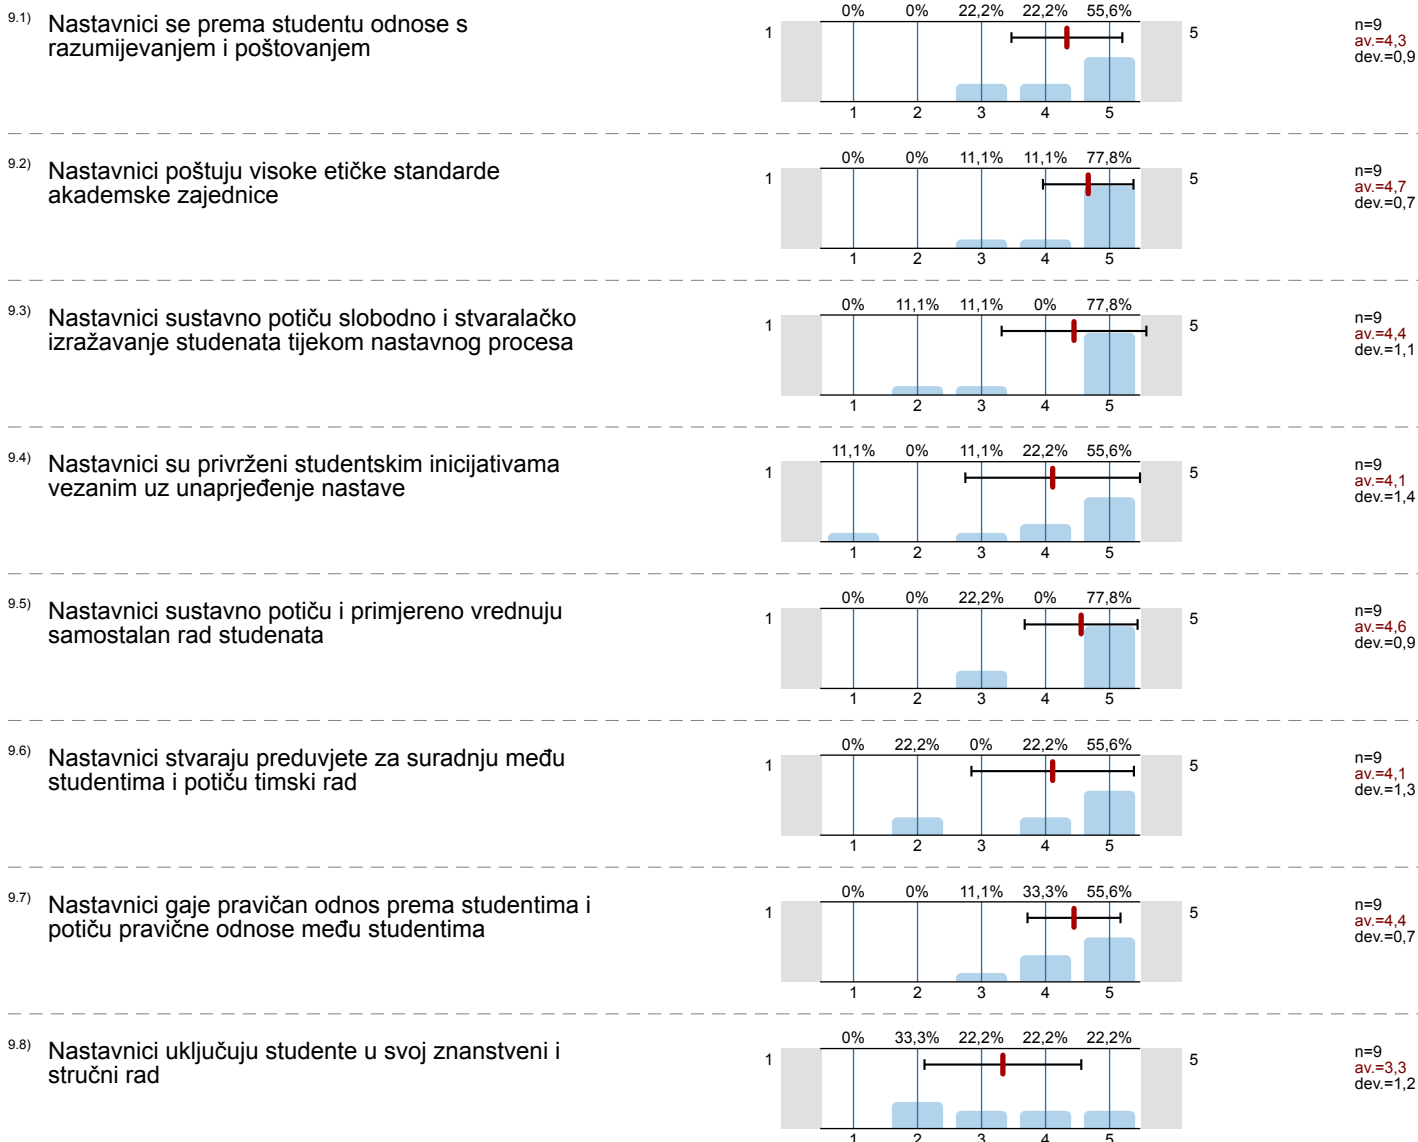 9.1) Nastavnici se prema studentu odnose s
razumijevanjem i poštovanjem
0% 0% 22,2% 22,2% 55,6%
1 5
1 2 3 4 5
n=9
av.=4,3
dev.=0,9
9.2) Nastavnici poštuju visoke etičke standarde
akademske zajednice
0% 0% 11,1% 11,1% 77,8%
1 5
1 2 3 4 5
n=9
av.=4,7
dev.=0,7
9.3) Nastavnici sustavno potiču slobodno i stvaralačko
izražavanje studenata tijekom nastavnog procesa
0% 11,1% 11,1% 0% 77,8%
1 5
1 2 3 4 5
n=9
av.=4,4
dev.=1,1
9.4) Nastavnici su privrženi studentskim inicijativama
vezanim uz unaprjeđenje nastave
11,1% 0% 11,1% 22,2% 55,6%
1 5
1 2 3 4 5
n=9
av.=4,1
dev.=1,4
9.5) Nastavnici sustavno potiču i primjereno vrednuju
samostalan rad studenata
0% 0% 22,2% 0% 77,8%
1 5
1 2 3 4 5
n=9
av.=4,6
dev.=0,9
9.6) Nastavnici stvaraju preduvjete za suradnju među
studentima i potiču timski rad
0% 22,2% 0% 22,2% 55,6%
1 5
1 2 3 4 5
n=9
av.=4,1
dev.=1,3
9.7) Nastavnici gaje pravičan odnos prema studentima i
potiču pravične odnose među studentima
0% 0% 11,1% 33,3% 55,6%
1 5
1 2 3 4 5
n=9
av.=4,4
dev.=0,7
9.8) Nastavnici uključuju studente u svoj znanstveni i
stručni rad
0% 33,3% 22,2% 22,2% 22,2%
1 5
1 2 3 4 5
n=9
av.=3,3
dev.=1,2